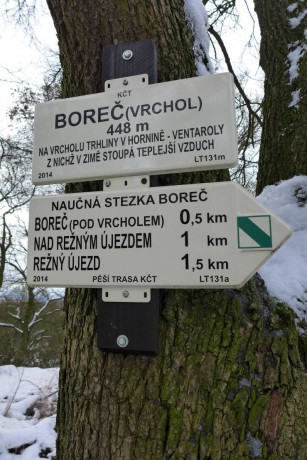 KČT
BOREČ (VRCHOL)
448 m
NA VRCHOLU TRHLINY V HORNINĚ - VENTAROLY
Z NICHŽ V ZIMĚ STOUPÁ TEPLEJŠÍ VZDUCH
2014 LT131m
NAUČNÁ STEZKA BOREČ
BOREČ (POD VRCHOLEM) 0,5 km
NAD REŽNÝM ÚJEZDEM 1 km
REŽNÝ ÚJEZD 1,5 km
2014 PĚŠÍ TRASA KČT LT131a